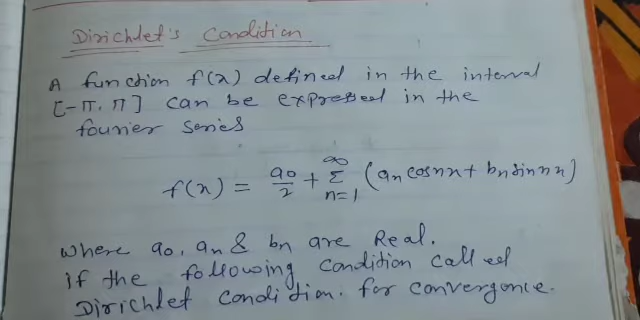 Dirichlet's Condition
A function f(x) defined in the interval
[-π, π] can be expressed in the
fourier series
f(x) = a0/2 + ∞Σn=1 (an cosnx + bn sinnx)
where a0, an & bn are Real.
if the following condition called
Dirichlet condition. for convergence.